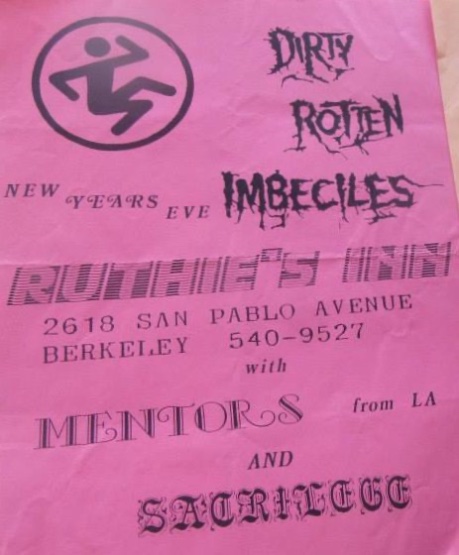 DIRTY
ROTTEN
IMBECILES
NEW YEARS EVE
RUTHIE'S INN
2618 SAN PABLO AVENUE
BERKELEY 540-9527
with
MENTORS from LA
AND
SACRILEGE